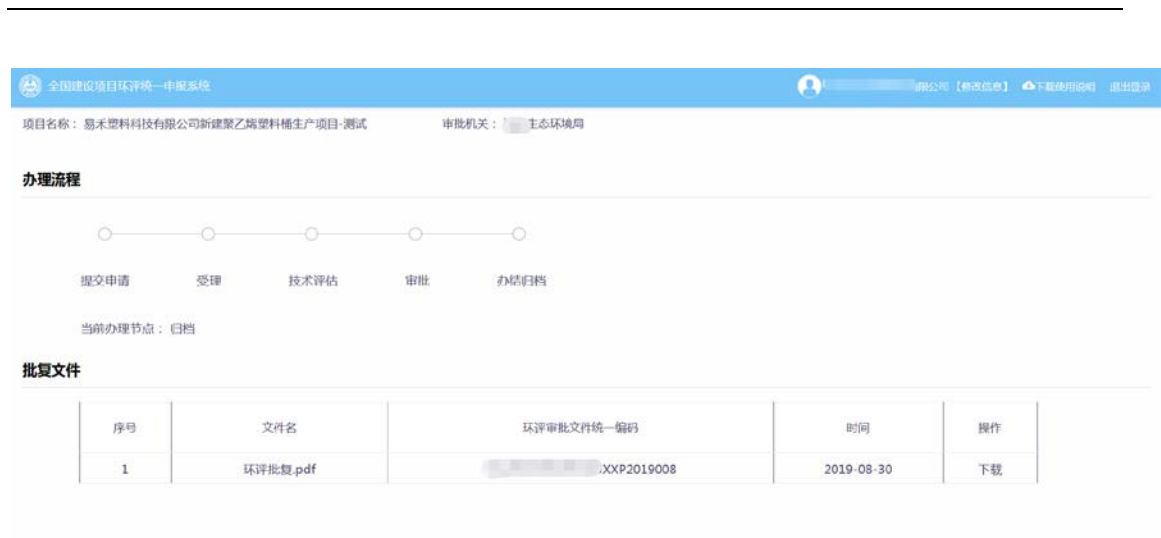 全国建设项目环评统一申报系统 限公司【修改信息】 下载使用说明 退出登录
项目名称： 易禾塑料科技有限公司新建聚乙烯塑料桶生产项目-测试 审批机关： 生态环境局
办理流程
提交申请 受理 技术评估 审批 办结归档
当前办理节点： 归档
批复文件
序号 文件名 环评审批文件统一编码 时间 操作
1 环评批复.pdf XXP2019008 2019-08-30 下载